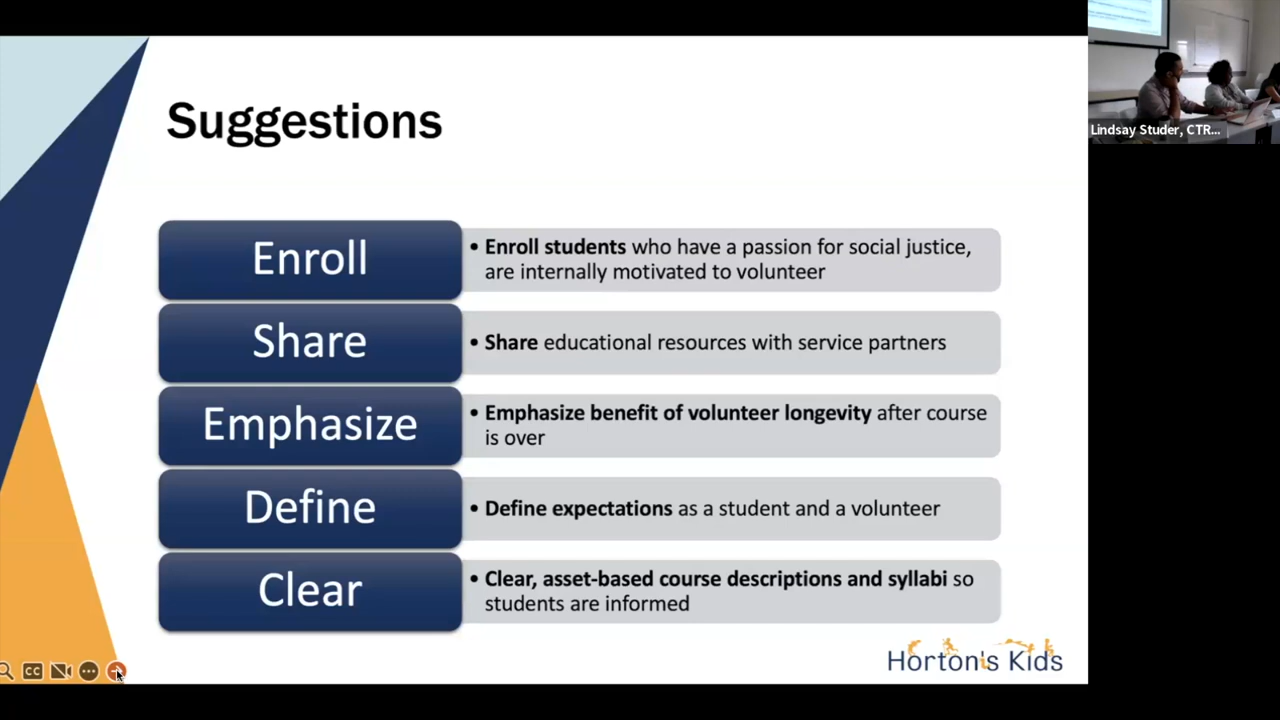 Suggestions
Enroll
• Enroll students who have a passion for social justice,
are internally motivated to volunteer
Share
• Share educational resources with service partners
Emphasize
• Emphasize benefit of volunteer longevity after course
is over
Define
• Define expectations as a student and a volunteer
Clear
• Clear, asset-based course descriptions and syllabi so
students are informed
Horton's Kids
CC
Lindsay Studer, CTR...